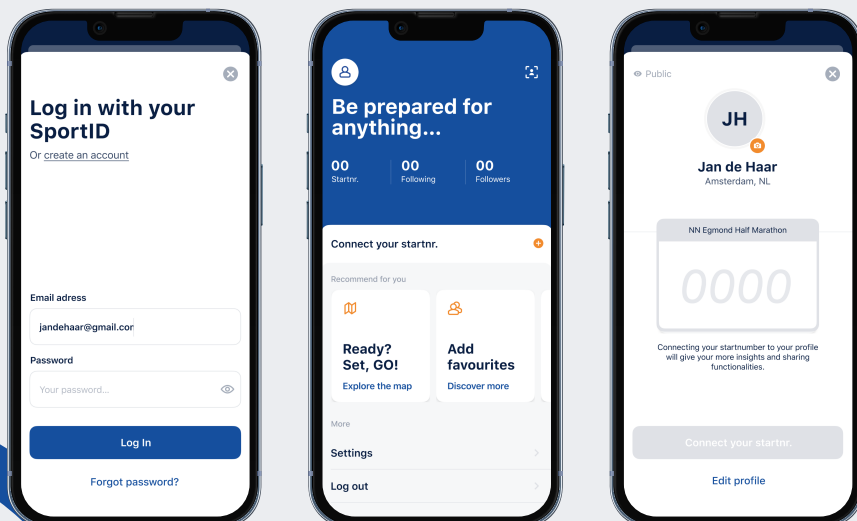 Log in with your
SportID
Or create an account
Email adress
jandehaar@gmail.com
Password
Your password...
Log In
Forgot password?
Be prepared for
anything...
00
Startnr.
00
Following
00
Followers
Connect your startnr.
Recommend for you
Ready?
Set, GO!
Explore the map
Add
favourites
Discover more
More
Settings
Log out
Public
JH
Jan de Haar
Amsterdam, NL
NN Egmond Half Marathon
0000
Connecting your startnumber to your profile
will give your more insights and sharing
functionalities.
Connect your startnr.
Edit profile